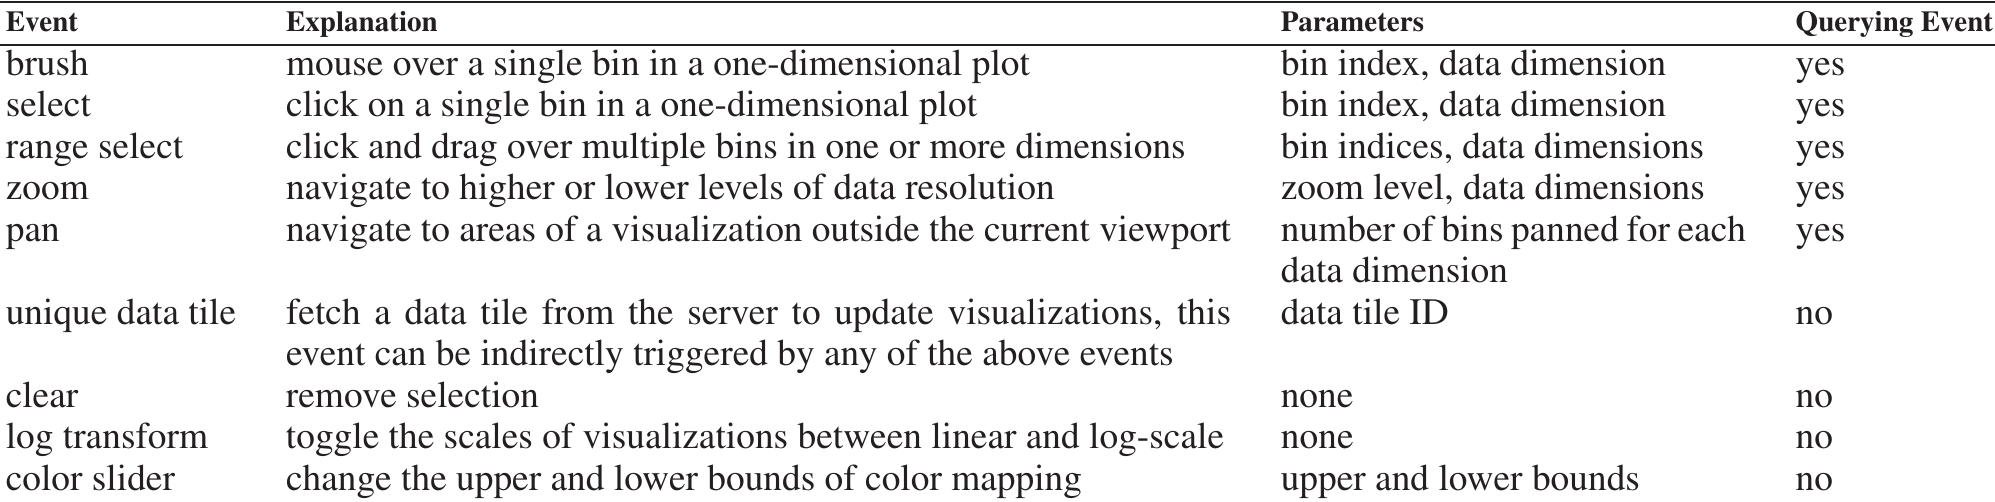 Event Explanation Parameters Querying Event
brush mouse over a single bin in a one-dimensional plot bin index, data dimension yes
select click on a single bin in a one-dimensional plot bin index, data dimension yes
range select click and drag over multiple bins in one or more dimensions bin indices, data dimensions yes
zoom navigate to higher or lower levels of data resolution zoom level, data dimensions yes
pan navigate to areas of a visualization outside the current viewport number of bins panned for each yes
data dimension
unique data tile fetch a data tile from the server to update visualizations, this data tile ID no
event can be indirectly triggered by any of the above events
clear remove selection none no
log transform toggle the scales of visualizations between linear and log-scale none no
color slider change the upper and lower bounds of color mapping upper and lower bounds no